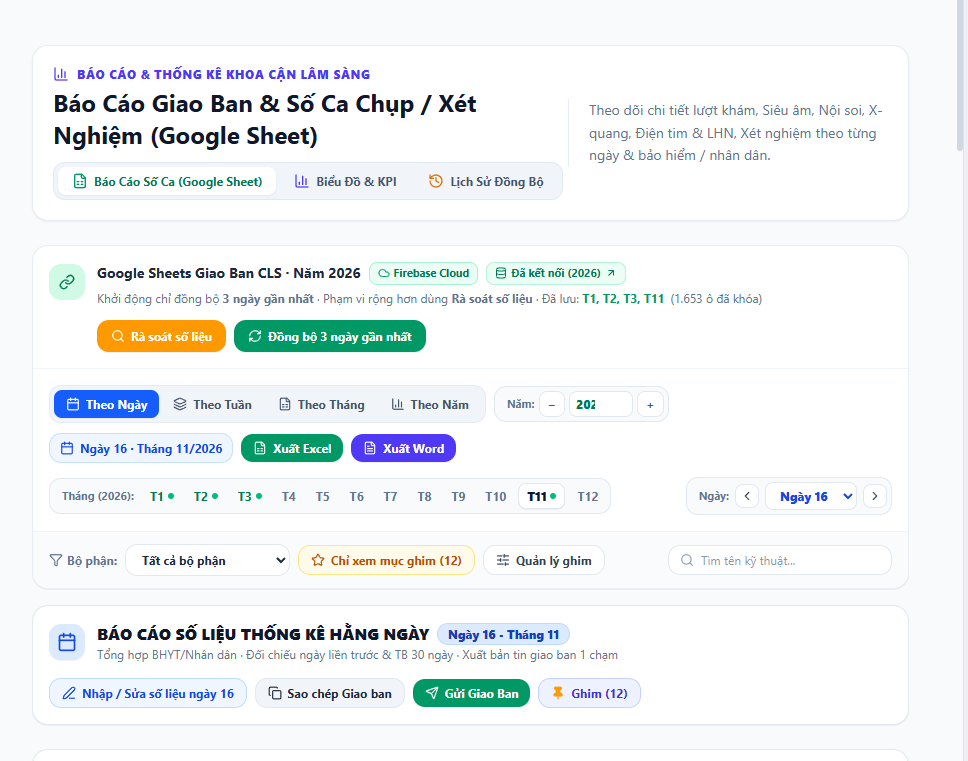 BÁO CÁO & THỐNG KÊ KHOA CẬN LÂM SÀNG
Báo Cáo Giao Ban & Số Ca Chụp / Xét
Nghiệm (Google Sheet)
Theo dõi chi tiết lượt khám, Siêu âm, Nội soi, X-
quang, Điện tim & LHN, Xét nghiệm theo từng
ngày & bảo hiểm / nhân dân.
Báo Cáo Số Ca (Google Sheet) Biểu Đồ & KPI Lịch Sử Đồng Bộ
Google Sheets Giao Ban CLS · Năm 2026 Firebase Cloud Đã kết nối (2026)
Khởi động chỉ đồng bộ 3 ngày gần nhất · Phạm vi rộng hơn dùng Rà soát số liệu · Đã lưu: T1, T2, T3, T11 (1.653 ô đã khóa)
Rà soát số liệu Đồng bộ 3 ngày gần nhất
Theo Ngày Theo Tuần Theo Tháng Theo Năm Năm: − 202 +
Ngày 16 · Tháng 11/2026 Xuất Excel Xuất Word
Tháng (2026): T1 T2 T3 T4 T5 T6 T7 T8 T9 T10 T11 T12 Ngày: Ngày 16
Bộ phận: Tất cả bộ phận Chỉ xem mục ghim (12) Quản lý ghim Tìm tên kỹ thuật...
BÁO CÁO SỐ LIỆU THỐNG KÊ HẰNG NGÀY Ngày 16 - Tháng 11
Tổng hợp BHYT/Nhân dân · Đối chiếu ngày liền trước & TB 30 ngày · Xuất bản tin giao ban 1 chạm
Nhập / Sửa số liệu ngày 16 Sao chép Giao ban Gửi Giao Ban Ghim (12)